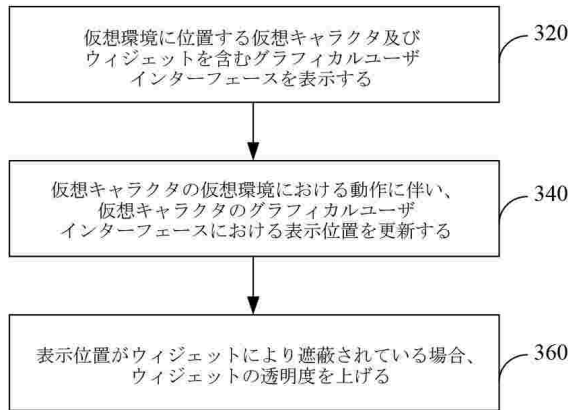 仮想環境に位置する仮想キャラクタ及び
ウィジェットを含むグラフィカルユーザ
インターフェースを表示する
320
仮想キャラクタの仮想環境における動作に伴い、
仮想キャラクタのグラフィカルユーザ
インターフェースにおける表示位置を更新する
340
表示位置がウィジェットにより遮蔽されている場合、
ウィジェットの透明度を上げる
360